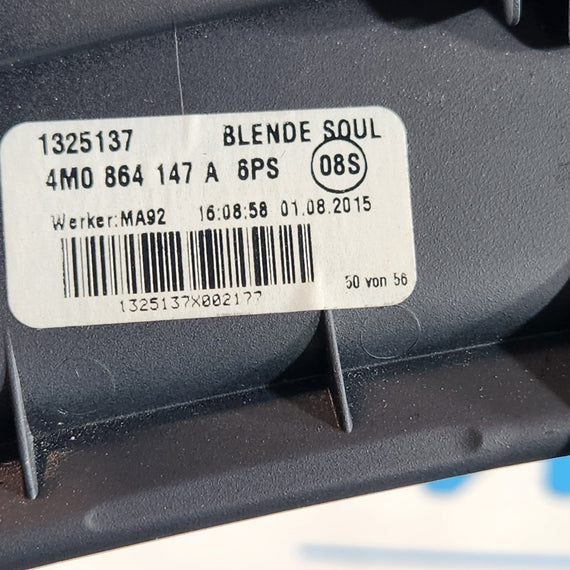 1325137 BLENDE SOUL
4M0 864 147 A 6PS 08S
Werker:MA92 16:08:58 01.08.2015
1325137X002177
50 von 56